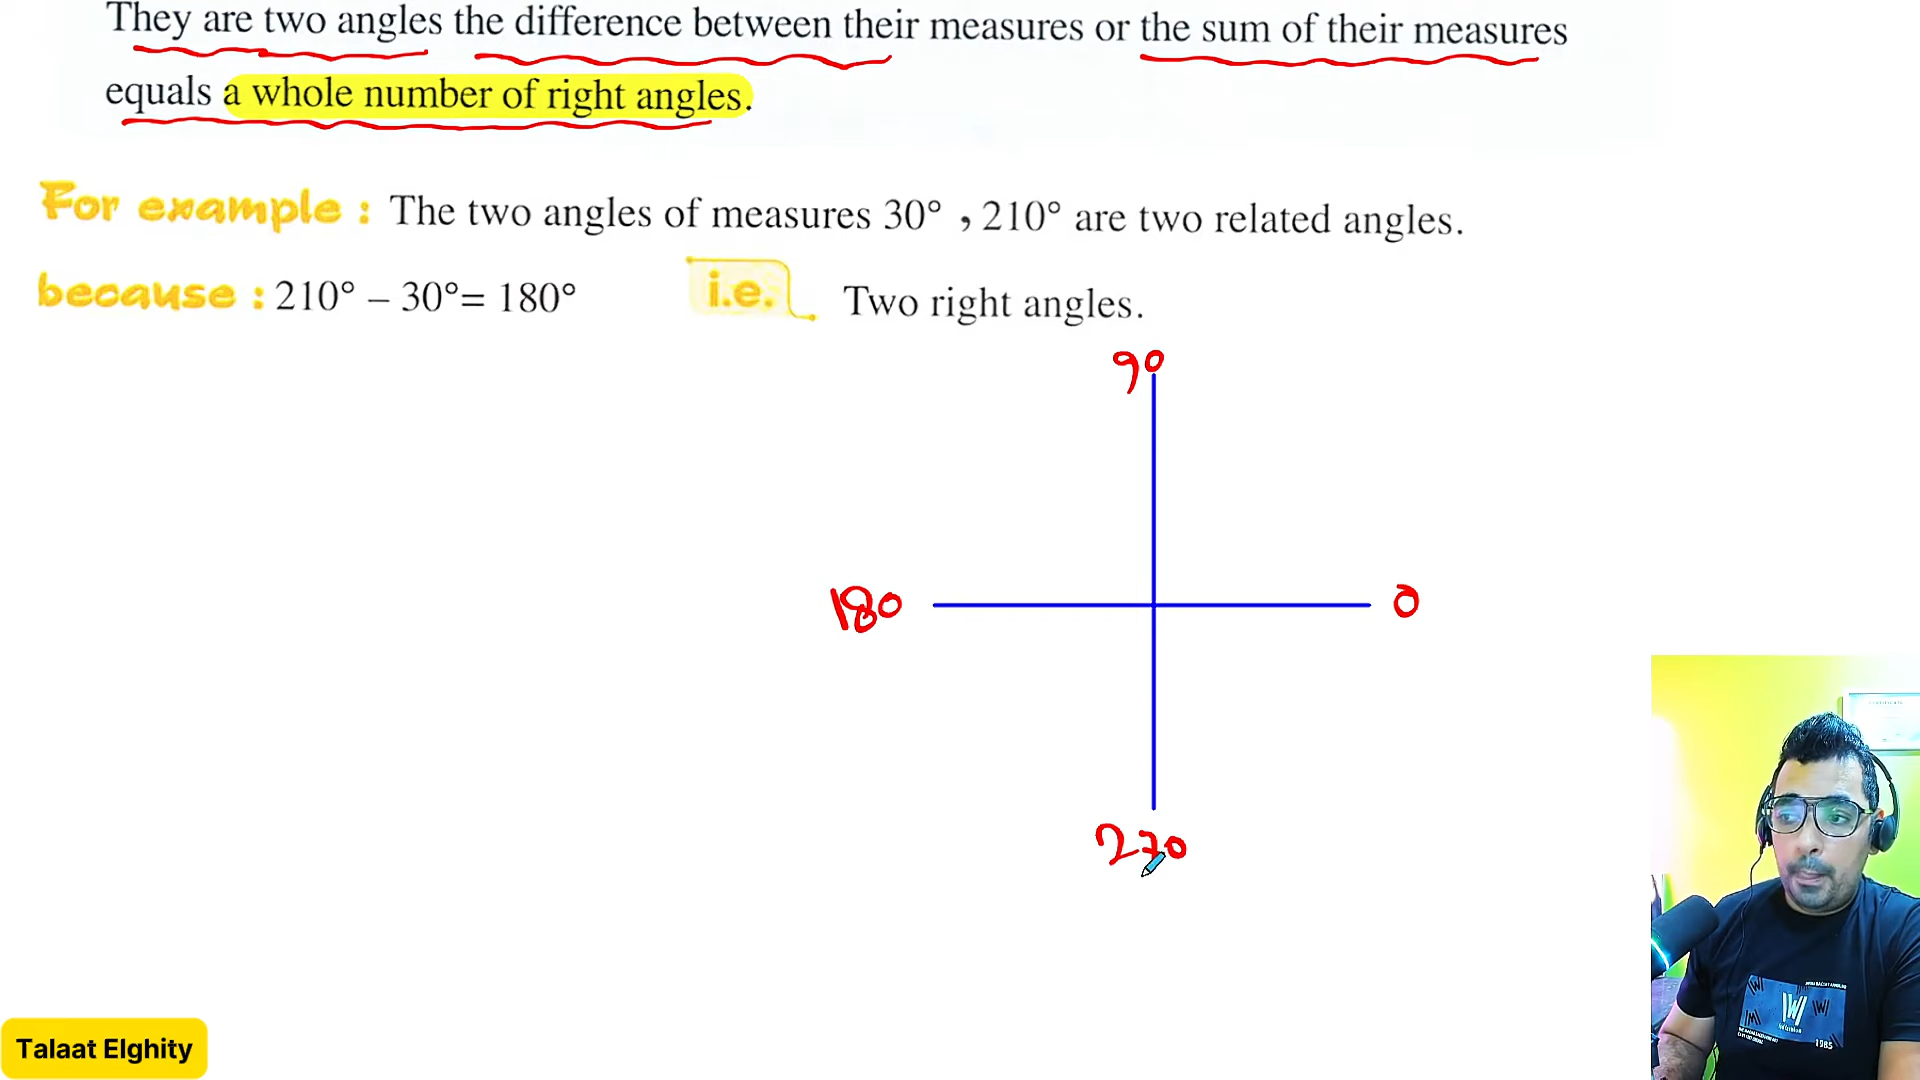 They are two angles the difference between their measures or the sum of their measures
equals a whole number of right angles.
For example : The two angles of measures 30° , 210° are two related angles.
because : 210° – 30°= 180° i.e. Two right angles.
90
180 0
270
Talaat Elghity
W
1985